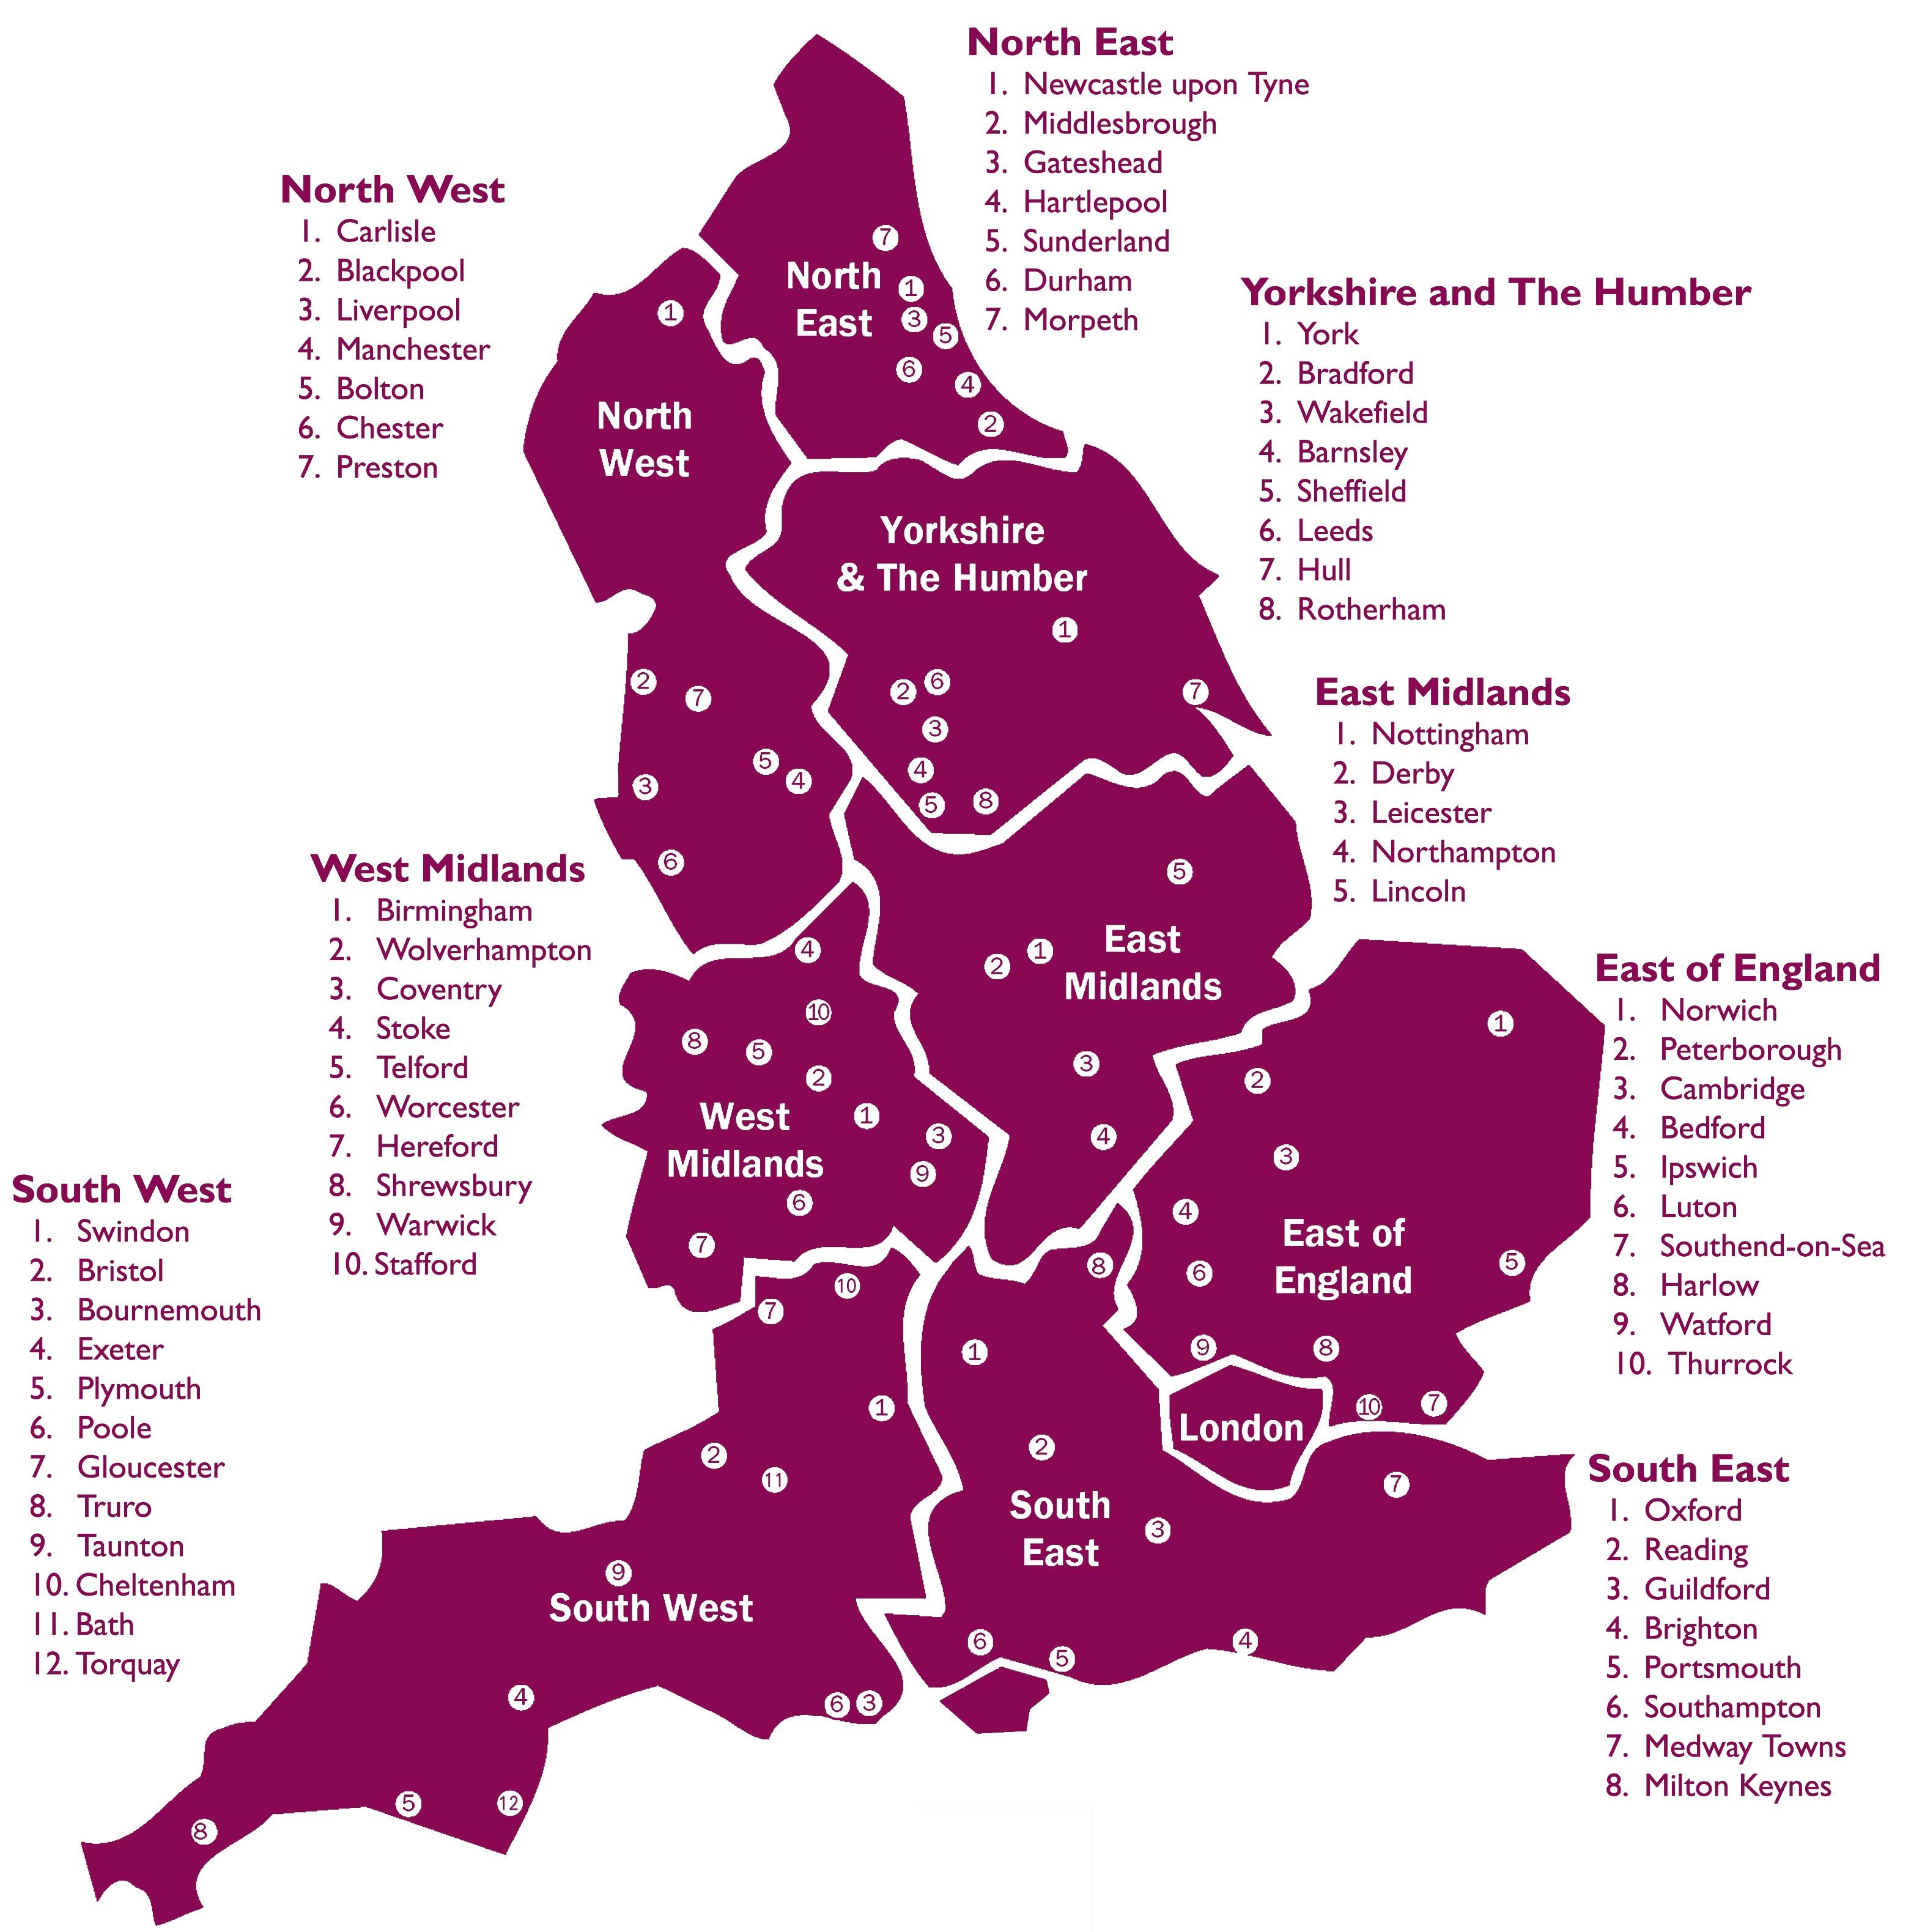 North East
1. Newcastle upon Tyne
2. Middlesbrough
3. Gateshead
4. Hartlepool
5. Sunderland
6. Durham
7. Morpeth
North West
1. Carlisle
2. Blackpool
3. Liverpool
4. Manchester
5. Bolton
6. Chester
7. Preston
Yorkshire and The Humber
1. York
2. Bradford
3. Wakefield
4. Barnsley
5. Sheffield
6. Leeds
7. Hull
8. Rotherham
East Midlands
1. Nottingham
2. Derby
3. Leicester
4. Northampton
5. Lincoln
West Midlands
1. Birmingham
2. Wolverhampton
3. Coventry
4. Stoke
5. Telford
6. Worcester
7. Hereford
8. Shrewsbury
9. Warwick
10. Stafford
East of England
1. Norwich
2. Peterborough
3. Cambridge
4. Bedford
5. Ipswich
6. Luton
7. Southend-on-Sea
8. Harlow
9. Watford
10. Thurrock
South West
1. Swindon
2. Bristol
3. Bournemouth
4. Exeter
5. Plymouth
6. Poole
7. Gloucester
8. Truro
9. Taunton
10. Cheltenham
11. Bath
12. Torquay
South East
1. Oxford
2. Reading
3. Guildford
4. Brighton
5. Portsmouth
6. Southampton
7. Medway Towns
8. Milton Keynes
North
East
7
1
3
5
6
4
2
North
West
1
2
7
5
4
3
6
Yorkshire
& The Humber
1
6
2
7
3
4
5
8
East
Midlands
5
1
2
3
4
West
Midlands
4
10
8
5
2
1
3
9
6
7
East of
England
1
2
3
4
5
6
9
8
10
7
London
South
East
8
1
2
7
3
6
5
4
South West
10
7
1
2
11
9
4
6
3
5
12
8